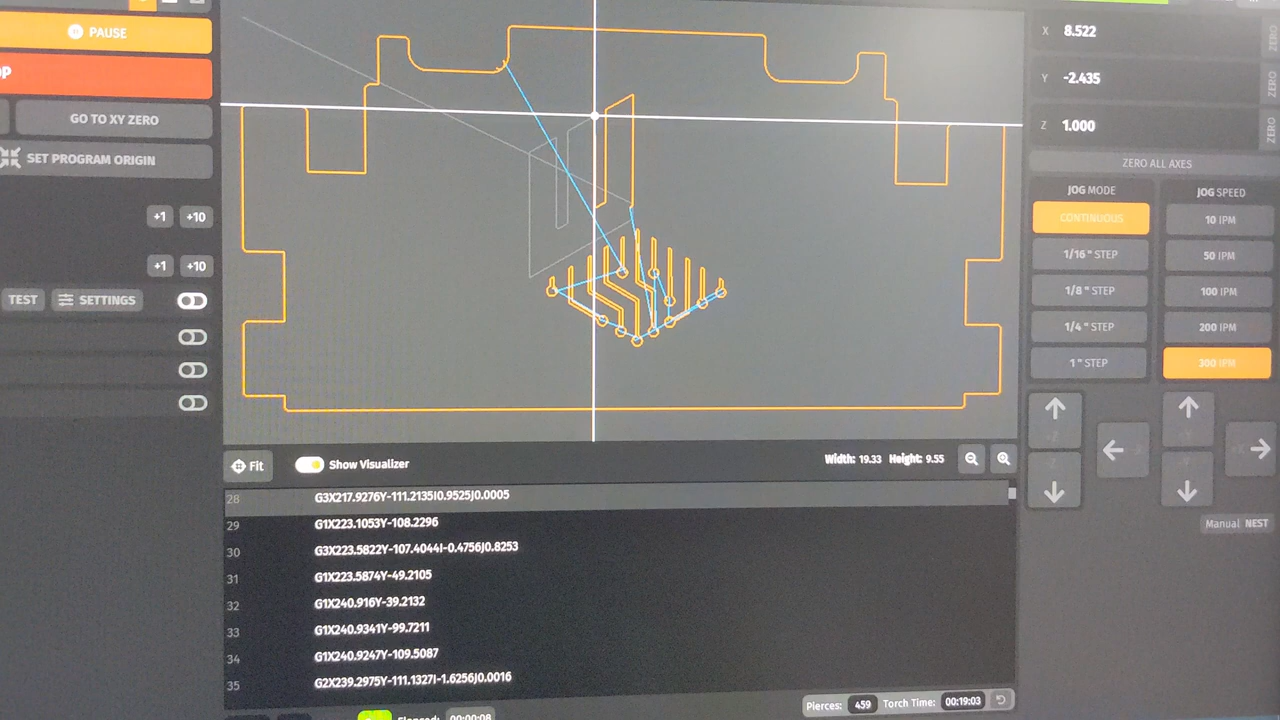 PAUSE
GO TO XY ZERO
SET PROGRAM ORIGIN
+1 +10
+1 +10
TEST SETTINGS
X 8.522 ZERO
Y -2.435 ZERO
Z 1.000 ZERO
ZERO ALL AXES
JOG MODE JOG SPEED
CONTINUOUS 10 IPM
1/16" STEP 50 IPM
1/8" STEP 100 IPM
1/4" STEP 200 IPM
1" STEP 300 IPM
Manual NEST
Fit Show Visualizer Width: 19.33 Height: 9.55
28 G3X217.9276Y-111.2135I0.9525J0.0005
29 G1X223.1053Y-108.2296
30 G3X223.5822Y-107.4044I-0.4756J0.8253
31 G1X223.5874Y-49.2105
32 G1X240.916Y-39.2132
33 G1X240.9341Y-99.7211
34 G1X240.9247Y-109.5087
35 G2X239.2975Y-111.1327I-1.6256J0.0016
Pierces: 459 Torch Time: 00:19:03
Elapsed: 00:00:08